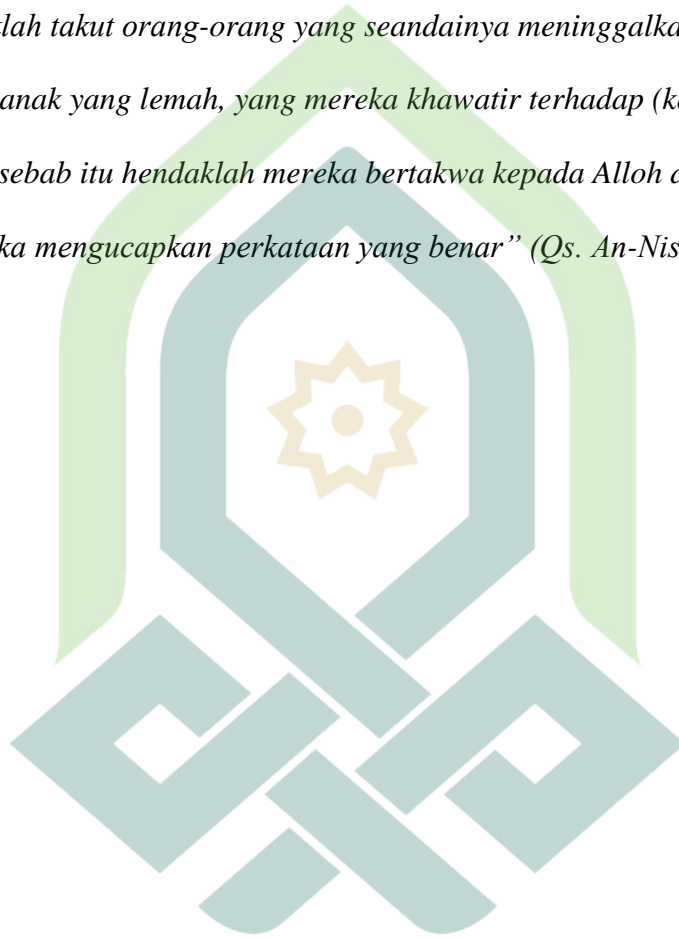 lah takut orang-orang yang seandainya meninggalka
anak yang lemah, yang mereka khawatir terhadap (k
sebab itu hendaklah mereka bertakwa kepada Alloh
ka mengucapkan perkataan yang benar” (Qs. An-Nis